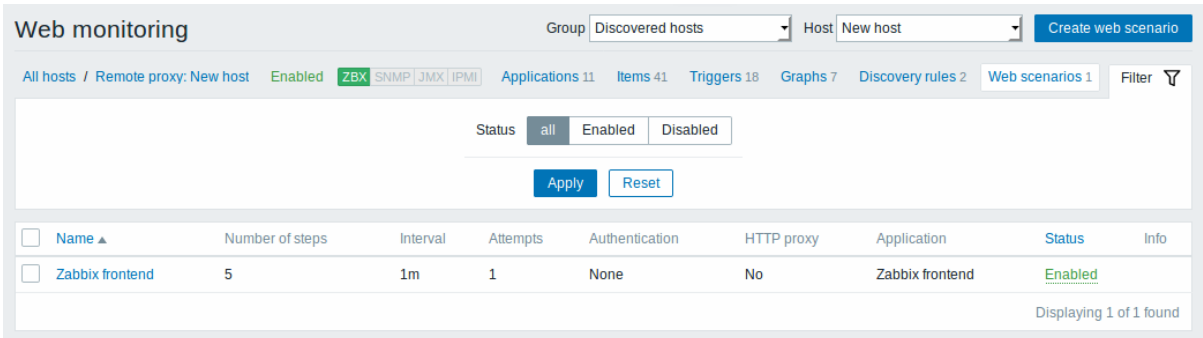 Web monitoring Group Discovered hosts Host New host Create web scenario
All hosts / Remote proxy: New host Enabled ZBX SNMP JMX IPMI Applications 11 Items 41 Triggers 18 Graphs 7 Discovery rules 2 Web scenarios 1 Filter
Status all Enabled Disabled
Apply Reset
Name Number of steps Interval Attempts Authentication HTTP proxy Application Status Info
Zabbix frontend 5 1m 1 None No Zabbix frontend Enabled
Displaying 1 of 1 found